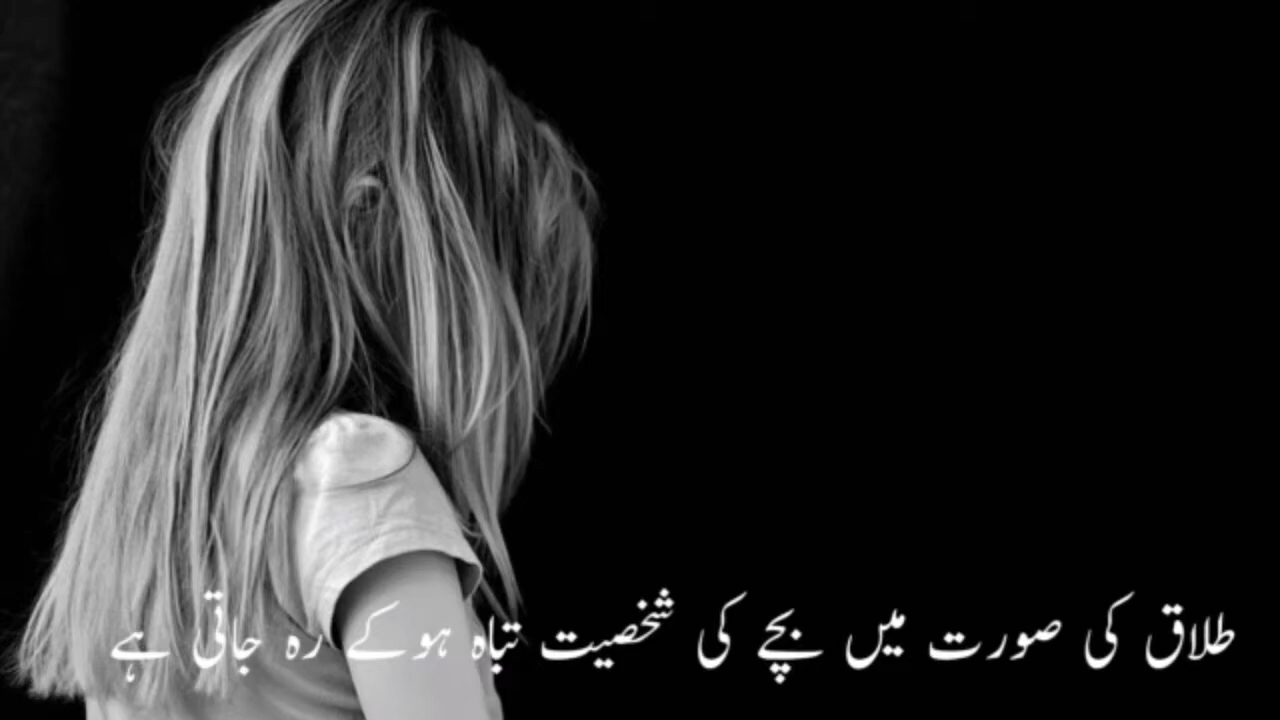 طلاق کی صورت میں بچے کی شخصیت تباہ ہو کے رہ جاتی ہے